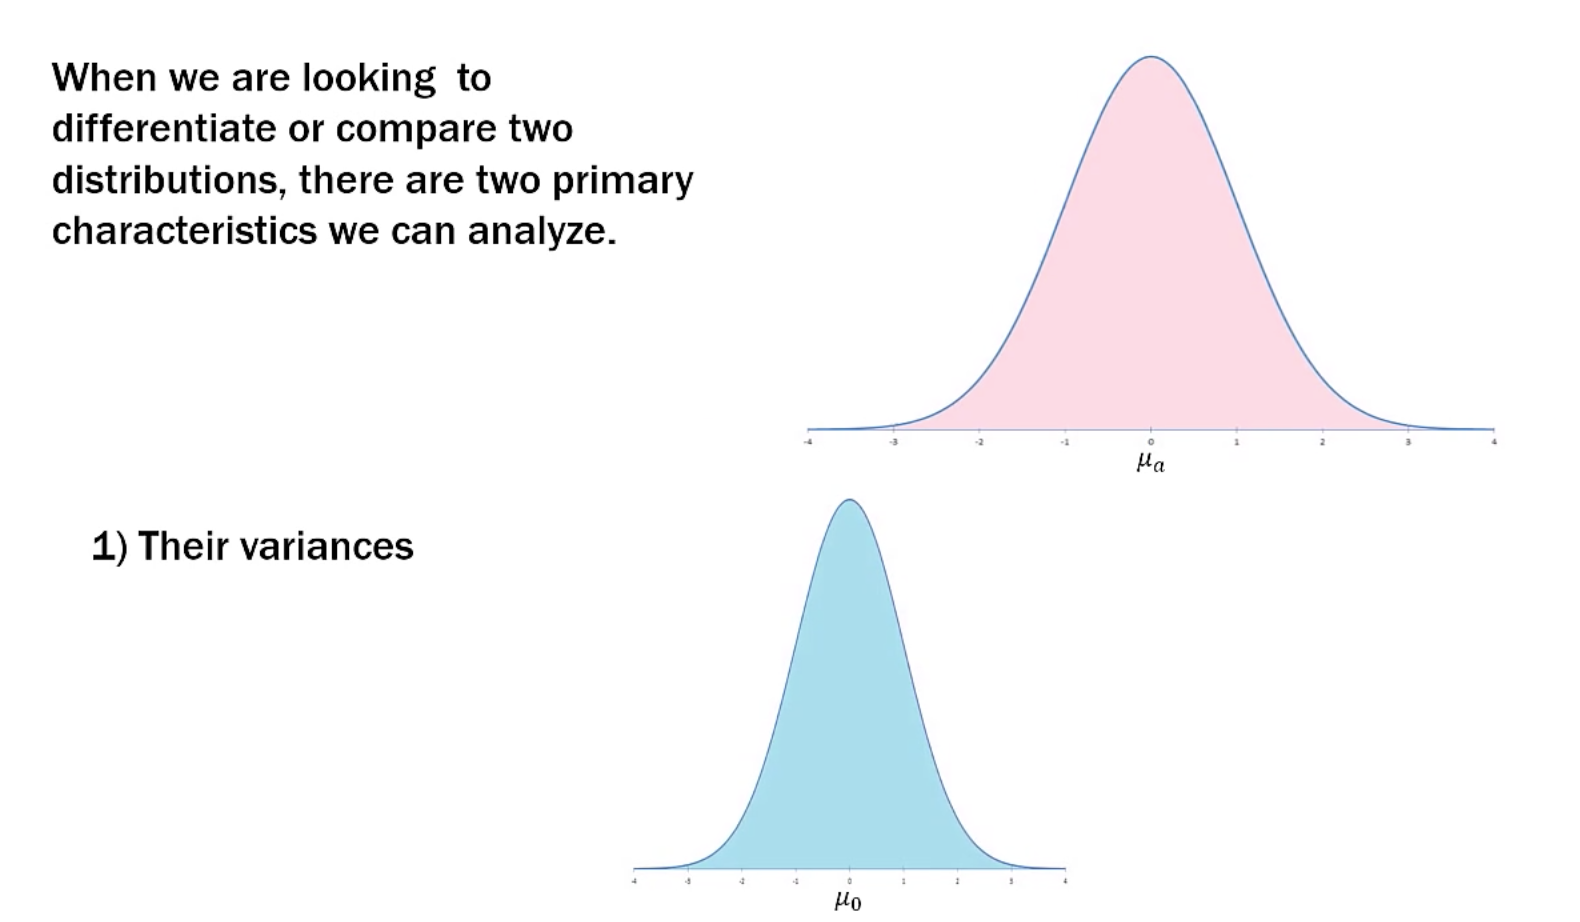 When we are looking  to
differentiate or compare two
distributions, there are two primary
characteristics we can analyze.
-4 -3 -2 -1 0 1 2 3 4
μa
1) Their variances
-4 -3 -2 -1 0 1 2 3 4
μ0